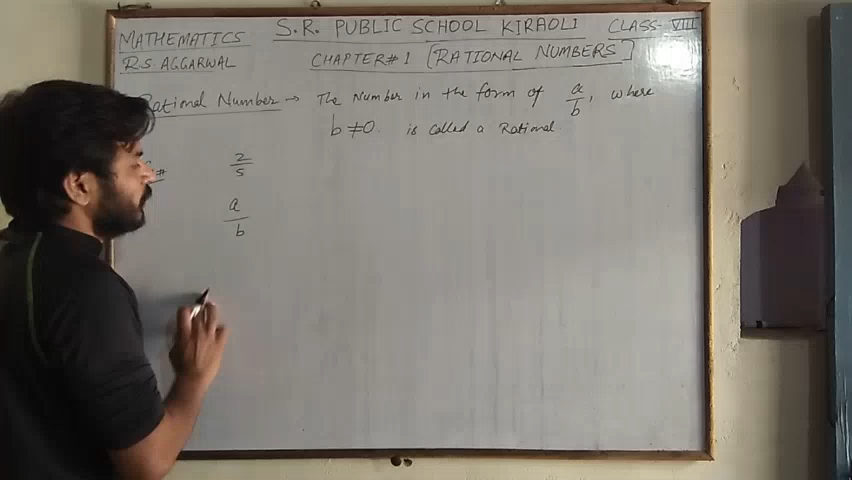 S.R. PUBLIC SCHOOL KIRAOLI
MATHEMATICS
CLASS-VIII
R.S. AGGARWAL
CHAPTER#1 [RATIONAL NUMBERS]
Rational Number → The Number in the form of a/b, where
b≠0. is called a Rational.
2/5
a/b